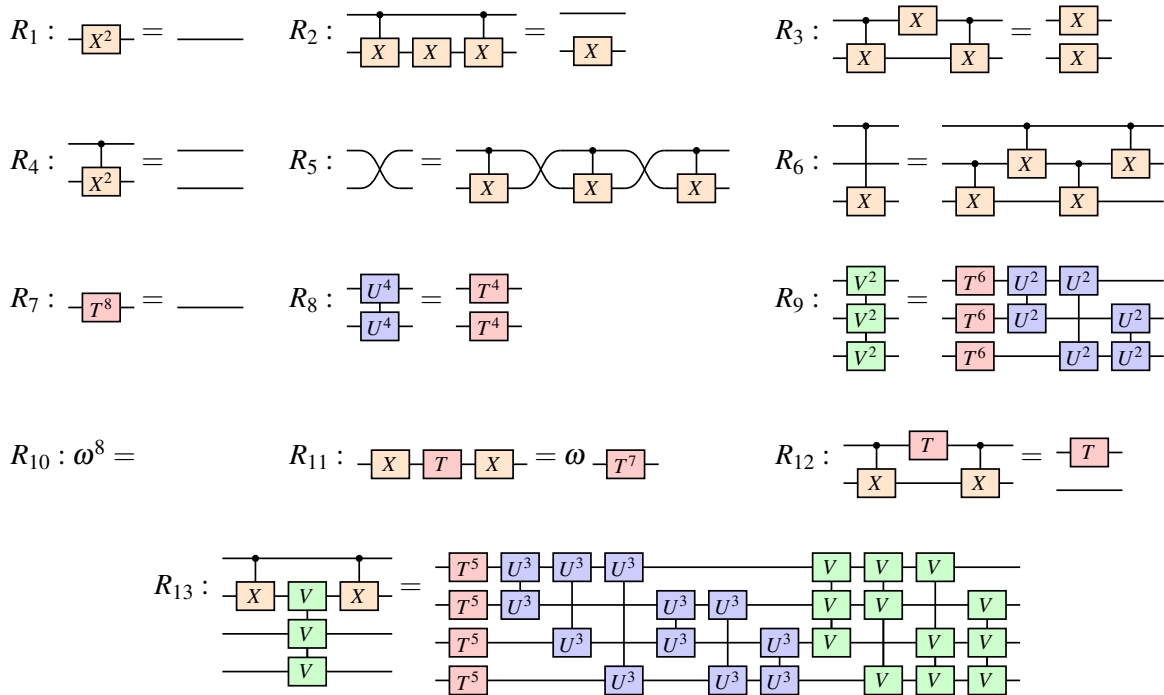 R₁ : X² =
R₂ : X X X = X
R₃ : X X X = X X
R₄ : X² =
R₅ : = X X X
R₆ : X = X X X X
R₇ : T⁸ =
R₈ : U⁴ U⁴ = T⁴ T⁴
R₉ : V² V² V² =
T⁶ U² U²
T⁶ U² U²
T⁶ U² U²
R₁₀ : ω⁸ =
R₁₁ : X T X = ω T⁷
R₁₂ : X T X = T
R₁₃ : X V X V V =
T⁵ U³ U³ U³ V V V
T⁵ U³ U³ U³ V V V
T⁵ U³ U³ U³ V V V
T⁵ U³ U³ U³ V V V